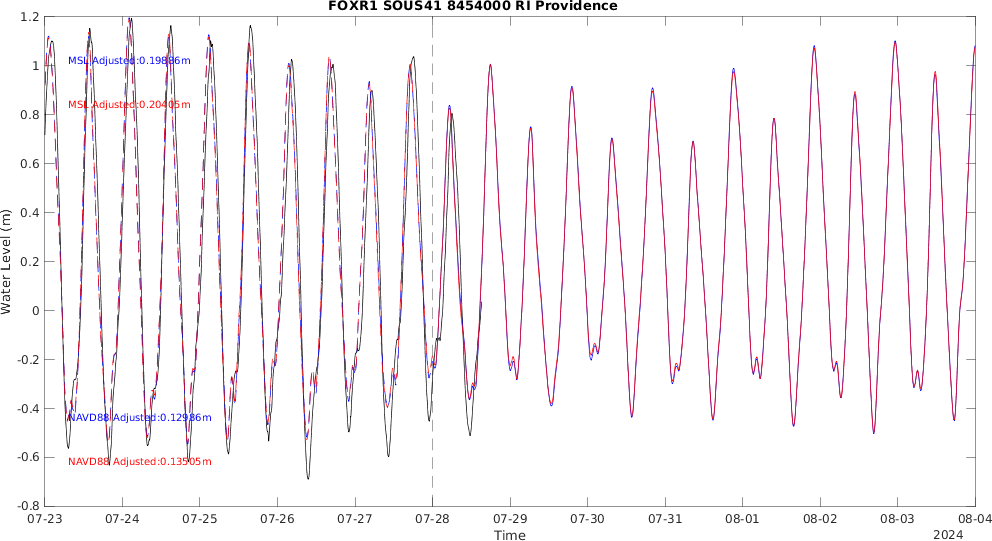 FOXR1 SOUS41 8454000 RI Providence
1.2
1
0.8
0.6
0.4
0.2
0
-0.2
-0.4
-0.6
-0.8
Water Level (m)
MSL Adjusted:0.19886m
MSL Adjusted:0.20405m
NAVD88 Adjusted:0.12986m
NAVD88 Adjusted:0.13505m
07-23 07-24 07-25 07-26 07-27 07-28 07-29 07-30 07-31 08-01 08-02 08-03 08-04
Time
2024